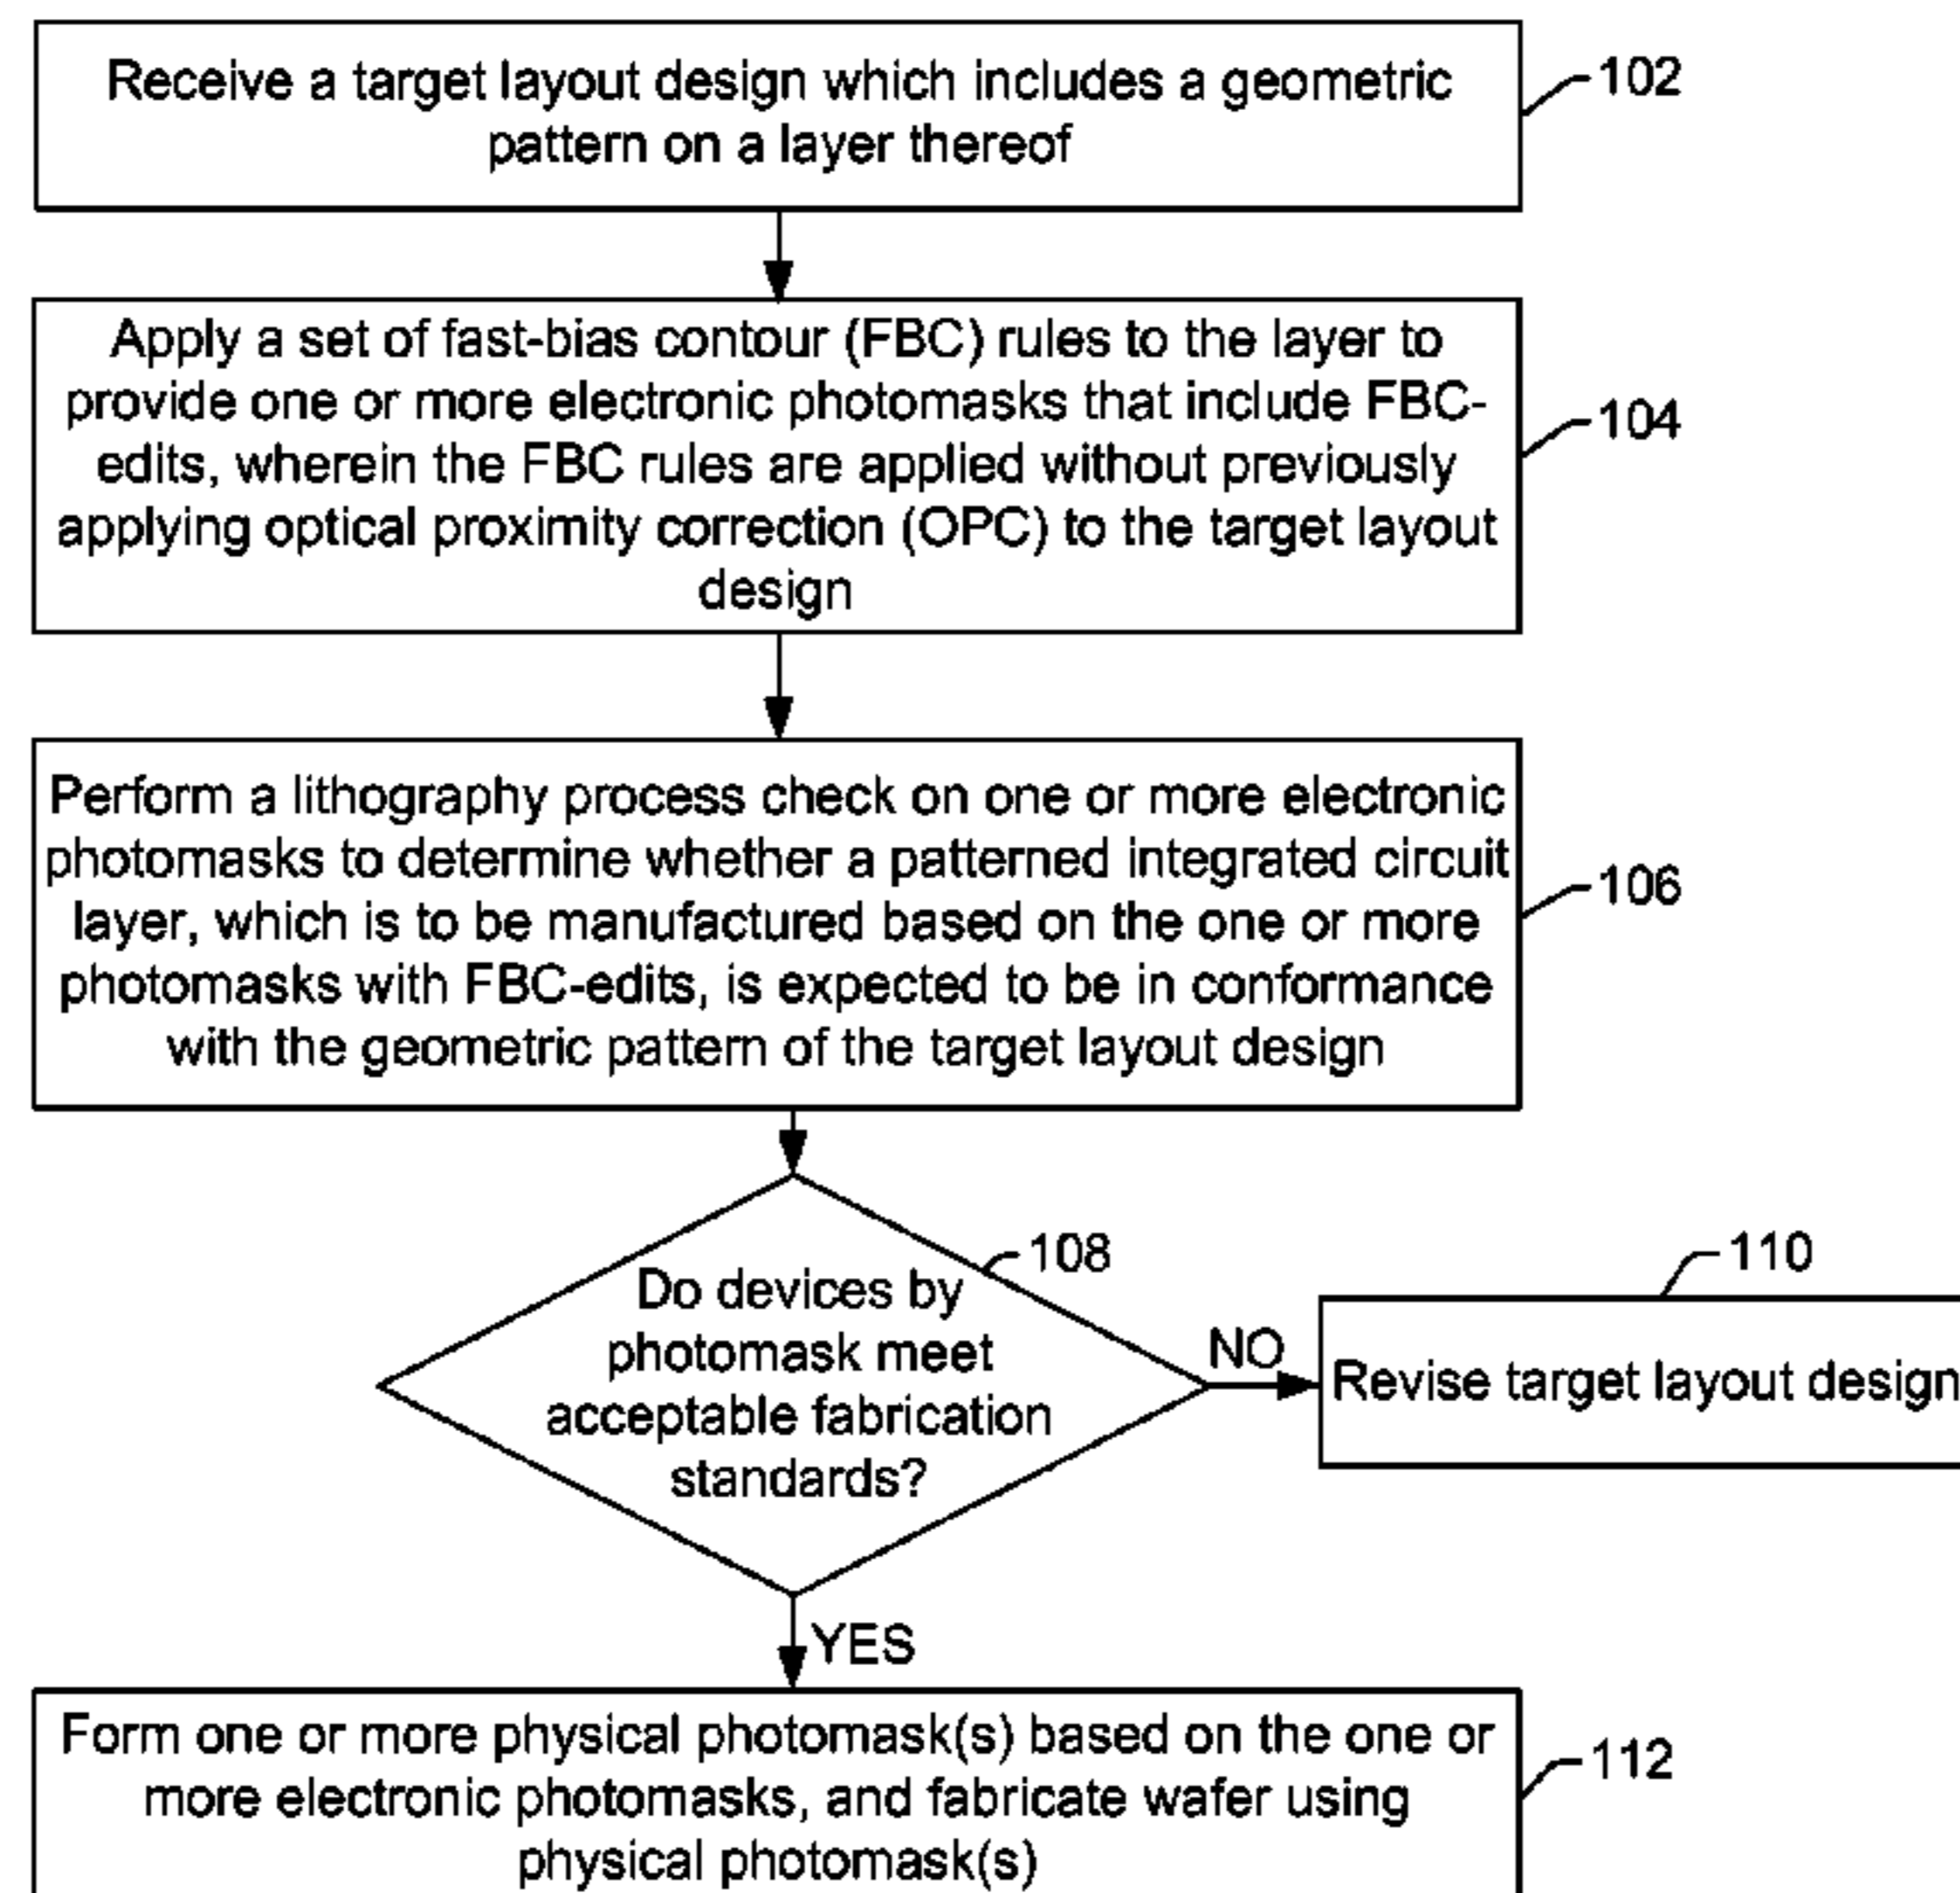 Receive a target layout design which includes a geometric
pattern on a layer thereof
102
Apply a set of fast-bias contour (FBC) rules to the layer to
provide one or more electronic photomasks that include FBC-
edits, wherein the FBC rules are applied without previously
applying optical proximity correction (OPC) to the target layout
design
104
Perform a lithography process check on one or more electronic
photomasks to determine whether a patterned integrated circuit
layer, which is to be manufactured based on the one or more
photomasks with FBC-edits, is expected to be in conformance
with the geometric pattern of the target layout design
106
108
Do devices by
photomask meet
acceptable fabrication
standards?
NO
110
Revise target layout design
YES
Form one or more physical photomask(s) based on the one or
more electronic photomasks, and fabricate wafer using
physical photomask(s)
112